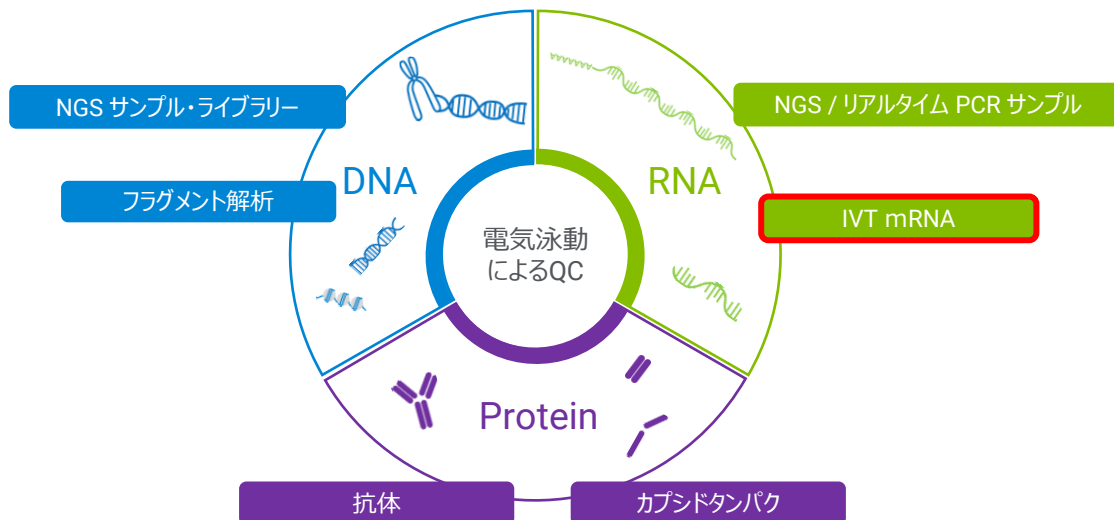 NGS サンプル・ライブラリー
フラグメント解析
DNA
RNA
NGS / リアルタイム PCR サンプル
IVT mRNA
電気泳動
によるQC
Protein
抗体
カプシドタンパク